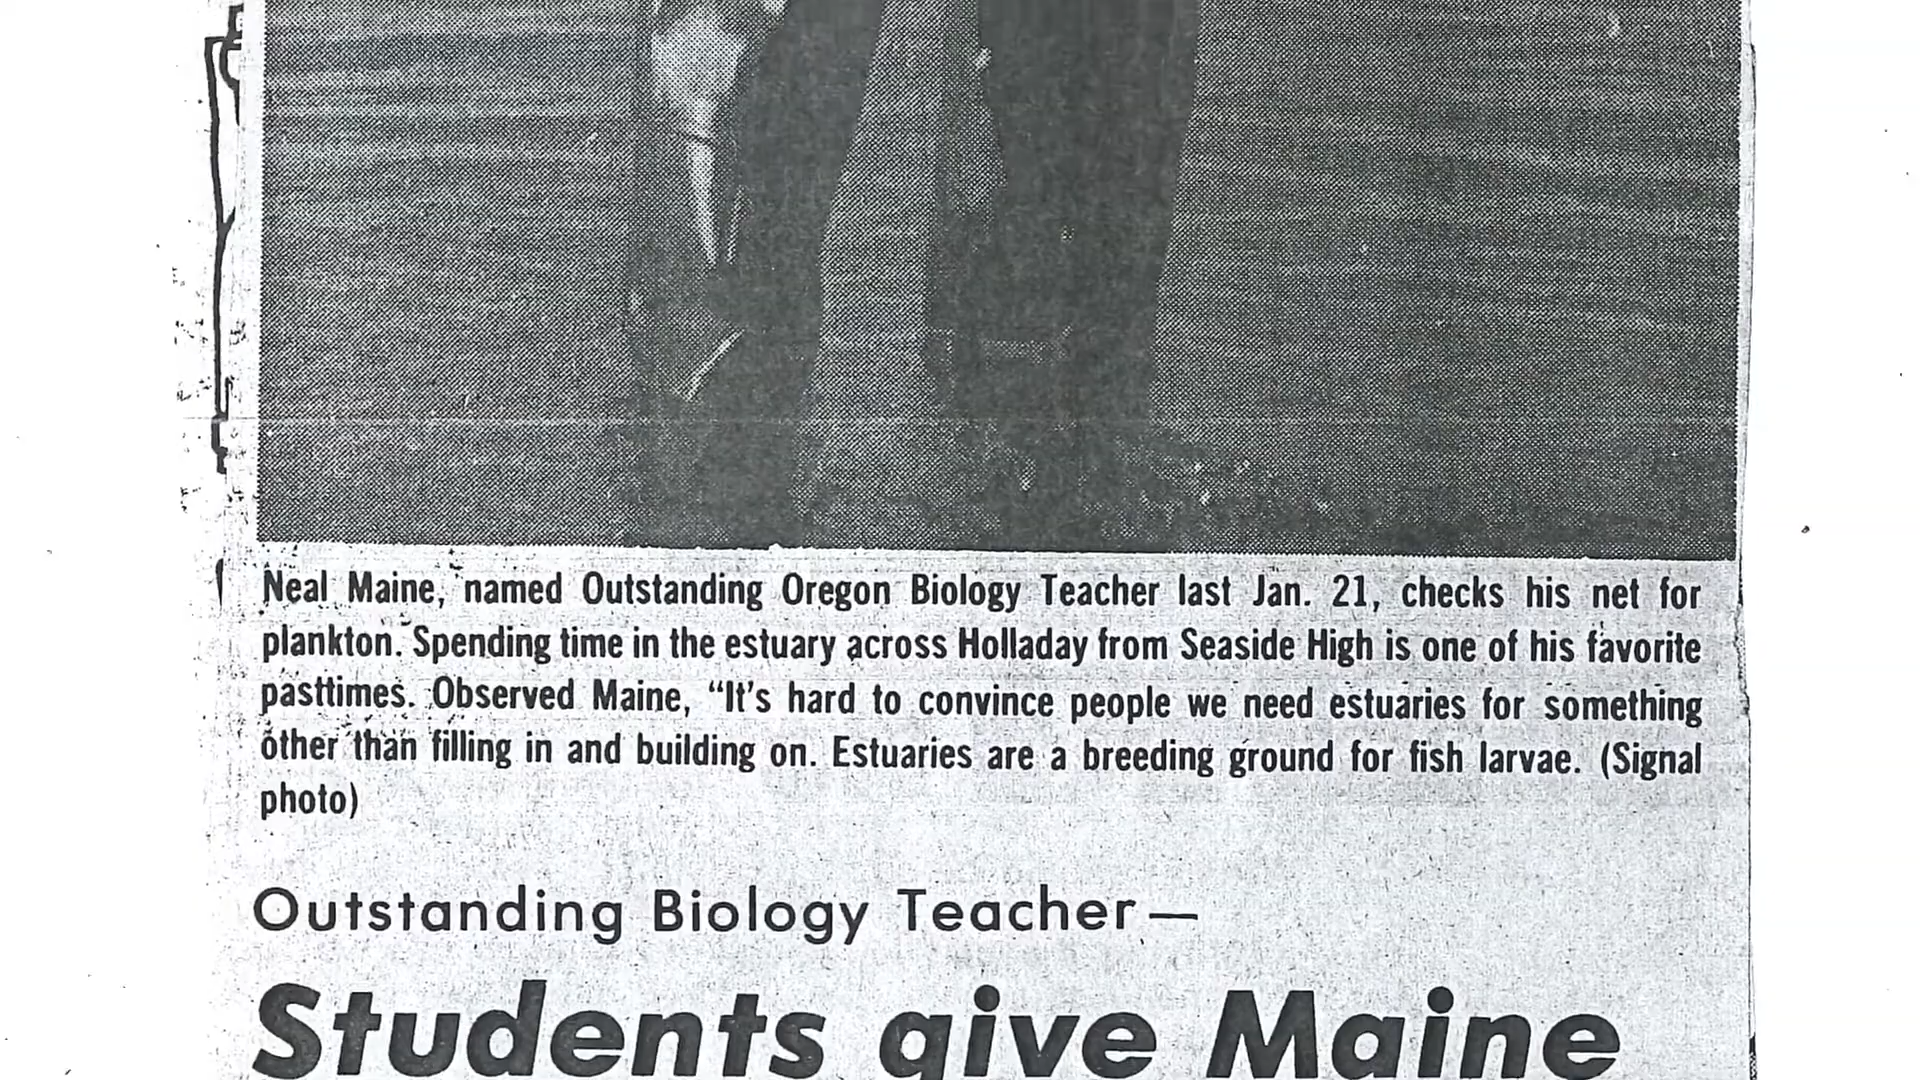 Neal Maine, named Outstanding Oregon Biology Teacher last Jan. 21, checks his net for
plankton. Spending time in the estuary across Holladay from Seaside High is one of his favorite
pasttimes. Observed Maine, “It's hard to convince people we need estuaries for something
other than filling in and building on. Estuaries are a breeding ground for fish larvae. (Signal
photo)
Outstanding Biology Teacher—
Students give Maine